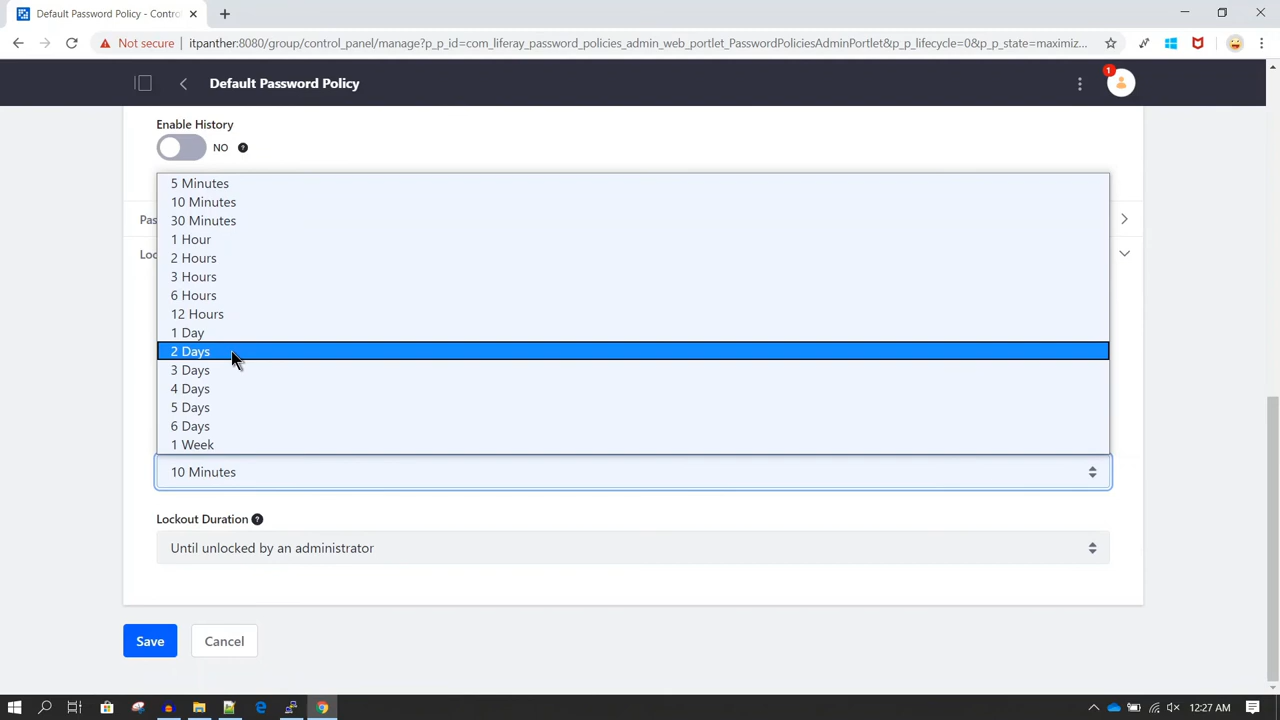 Default Password Policy - Contro
Not secure
itpanther:8080/group/control_panel/manage?p_p_id=com_liferay_password_policies_admin_web_portlet_PasswordPoliciesAdminPortlet&p_p_lifecycle=0&p_p_state=maximiz...
Default Password Policy
1
Enable History
NO
5 Minutes
10 Minutes
30 Minutes
Pas
1 Hour
Loc
2 Hours
3 Hours
6 Hours
12 Hours
1 Day
2 Days
3 Days
4 Days
5 Days
6 Days
1 Week
10 Minutes
Lockout Duration
Until unlocked by an administrator
Save Cancel
12:27 AM